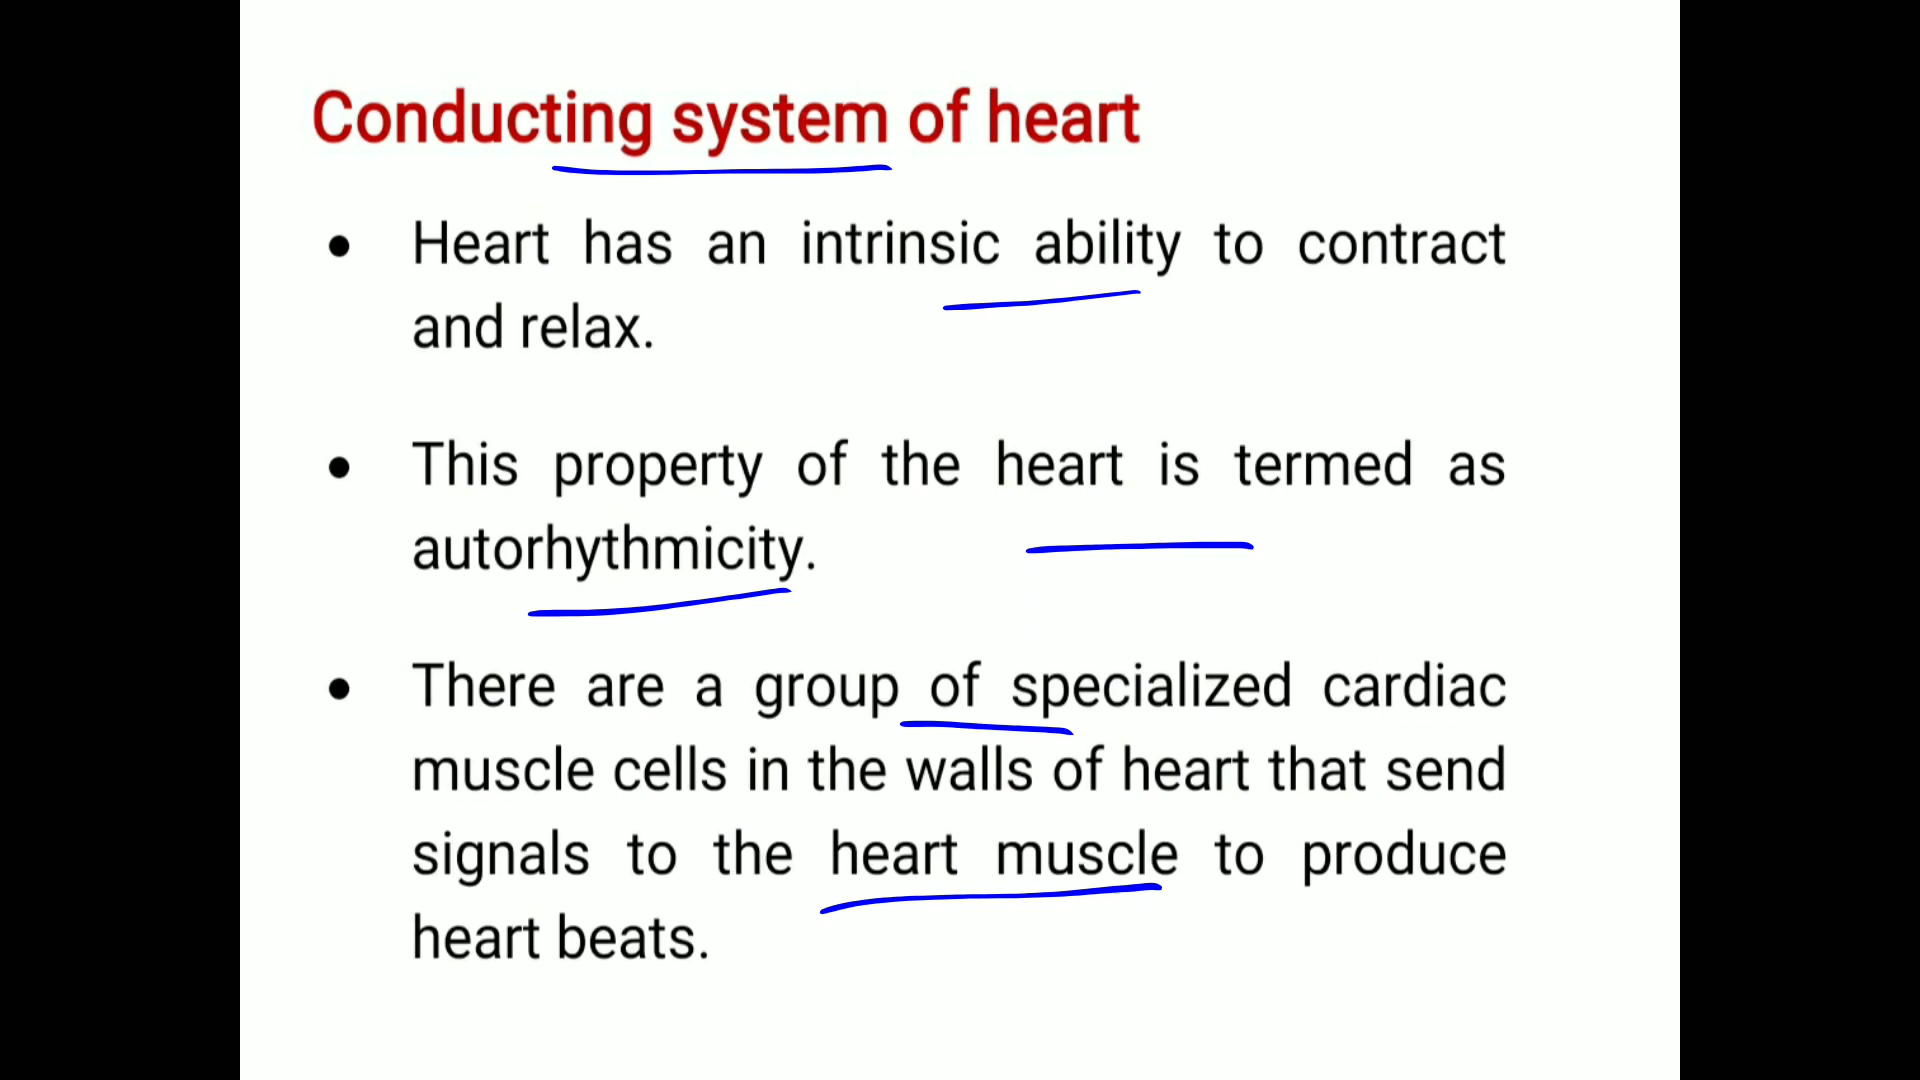 Conducting system of heart
• Heart has an intrinsic ability to contract
and relax.
• This property of the heart is termed as
autorhythmicity.
• There are a group of specialized cardiac
muscle cells in the walls of heart that send
signals to the heart muscle to produce
heart beats.